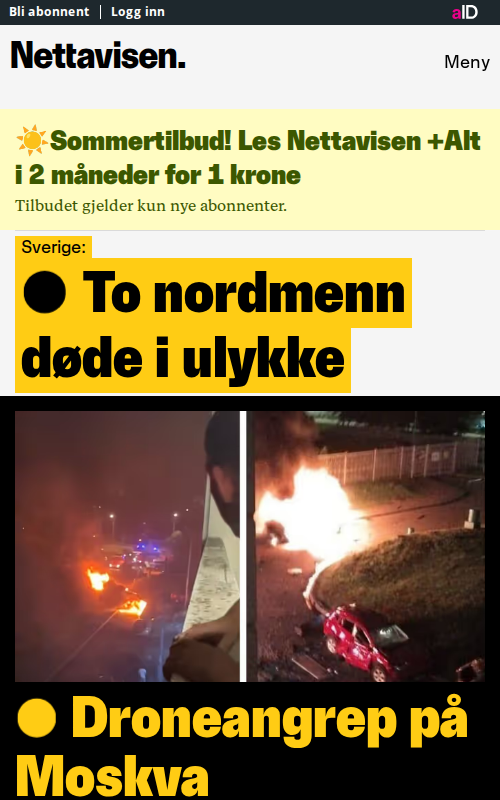 Bli abonnent | Logg inn
aID
Nettavisen.
Meny
☀️Sommertilbud! Les Nettavisen +Alt
i 2 måneder for 1 krone
Tilbudet gjelder kun nye abonnenter.
Sverige:
● To nordmenn
døde i ulykke
● Droneangrep på
Moskva